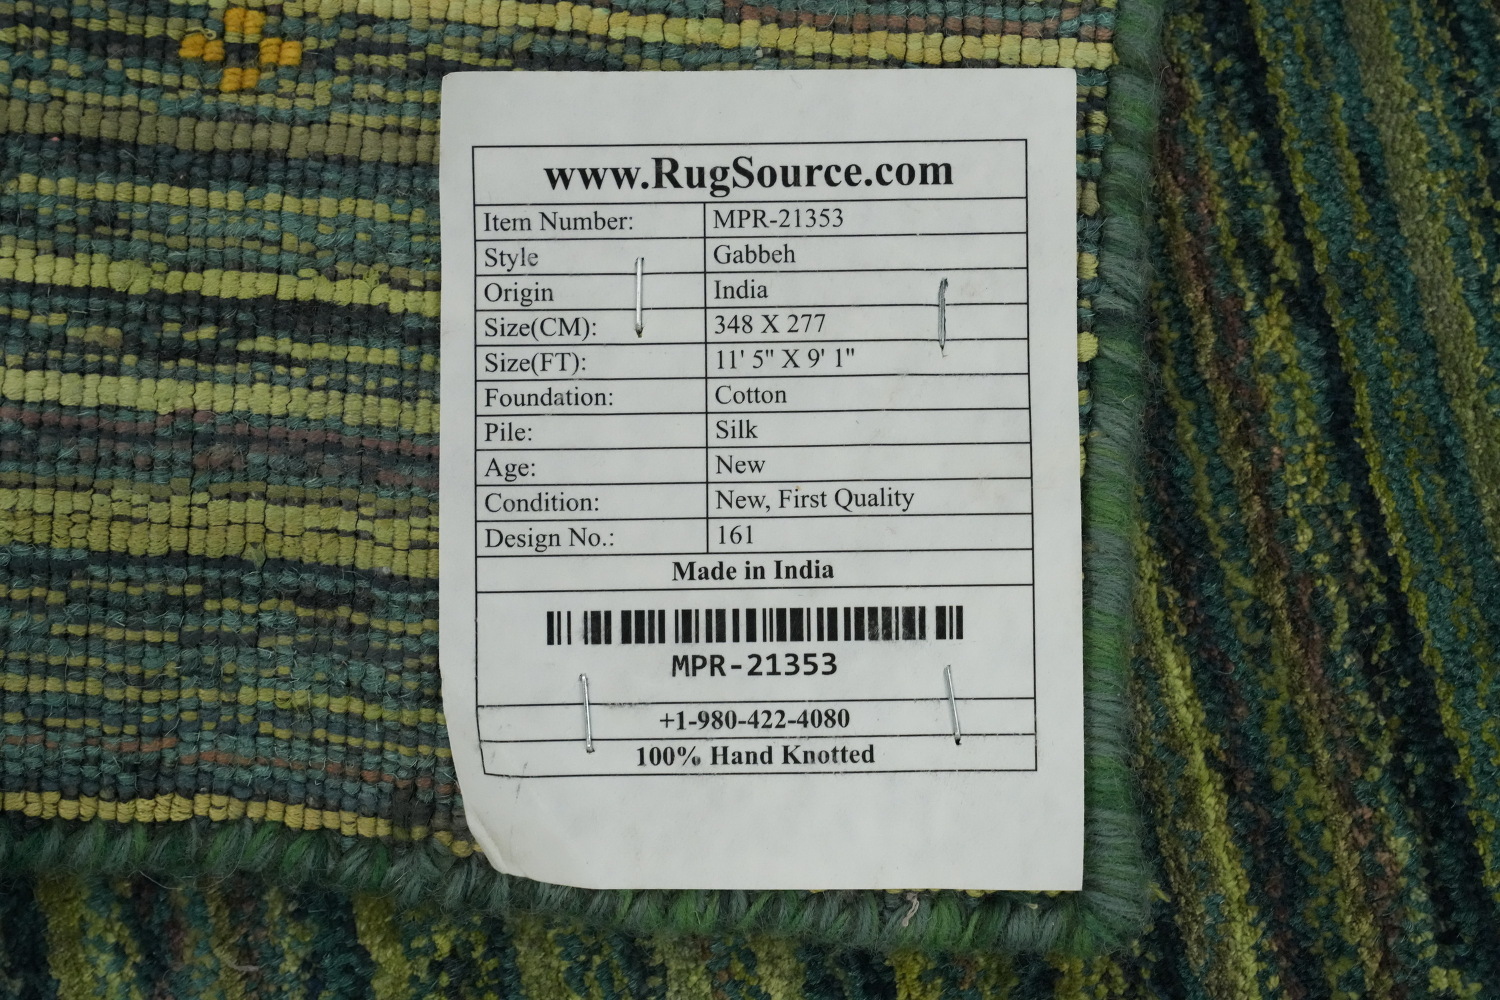 www.RugSource.com
Item Number: MPR-21353
Style Gabbeh
Origin India
Size(CM): 348 X 277
Size(FT): 11' 5" X 9' 1"
Foundation: Cotton
Pile: Silk
Age: New
Condition: New, First Quality
Design No.: 161
Made in India
MPR-21353
+1-980-422-4080
100% Hand Knotted